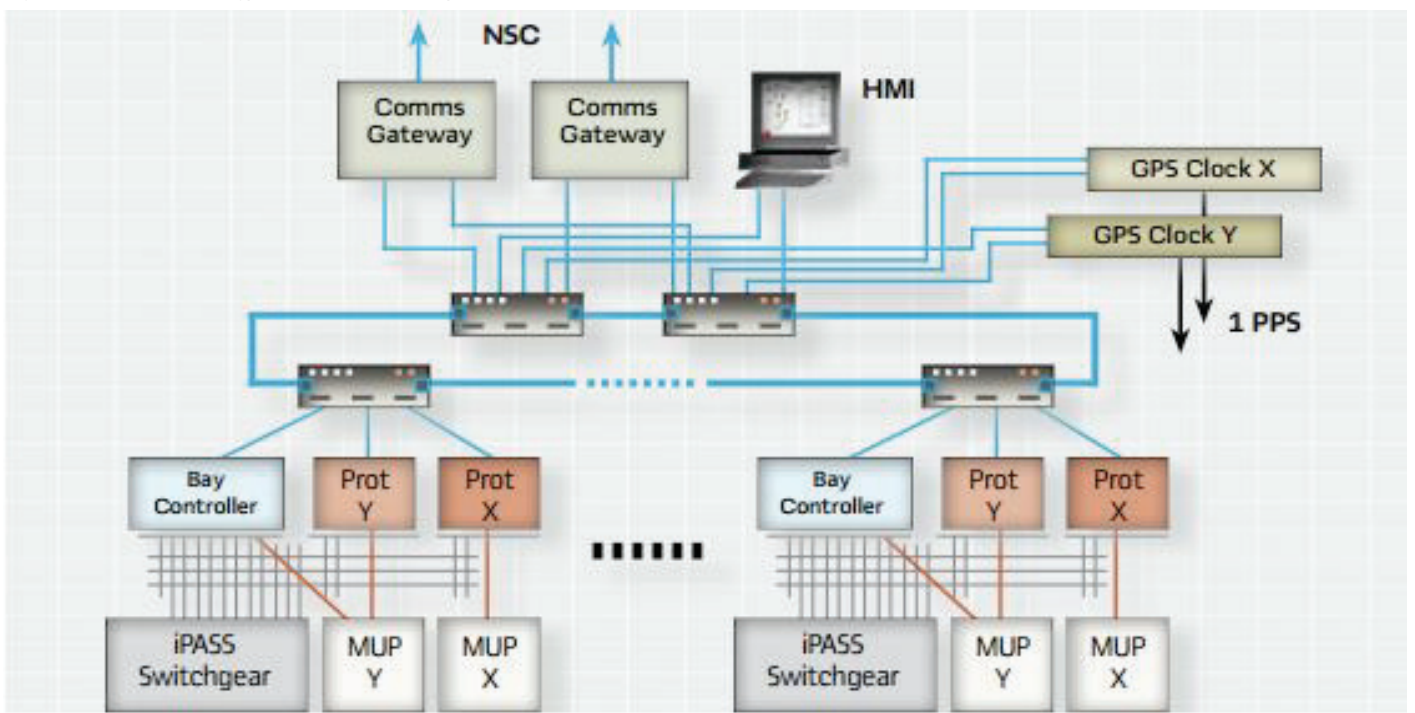 NSC
Comms
Gateway
Comms
Gateway
HMI
GPS Clock X
GPS Clock Y
1 PPS
Bay
Controller
Prot
Y
Prot
X
Bay
Controller
Prot
Y
Prot
X
iPASS
Switchgear
MUP
Y
MUP
X
iPASS
Switchgear
MUP
Y
MUP
X